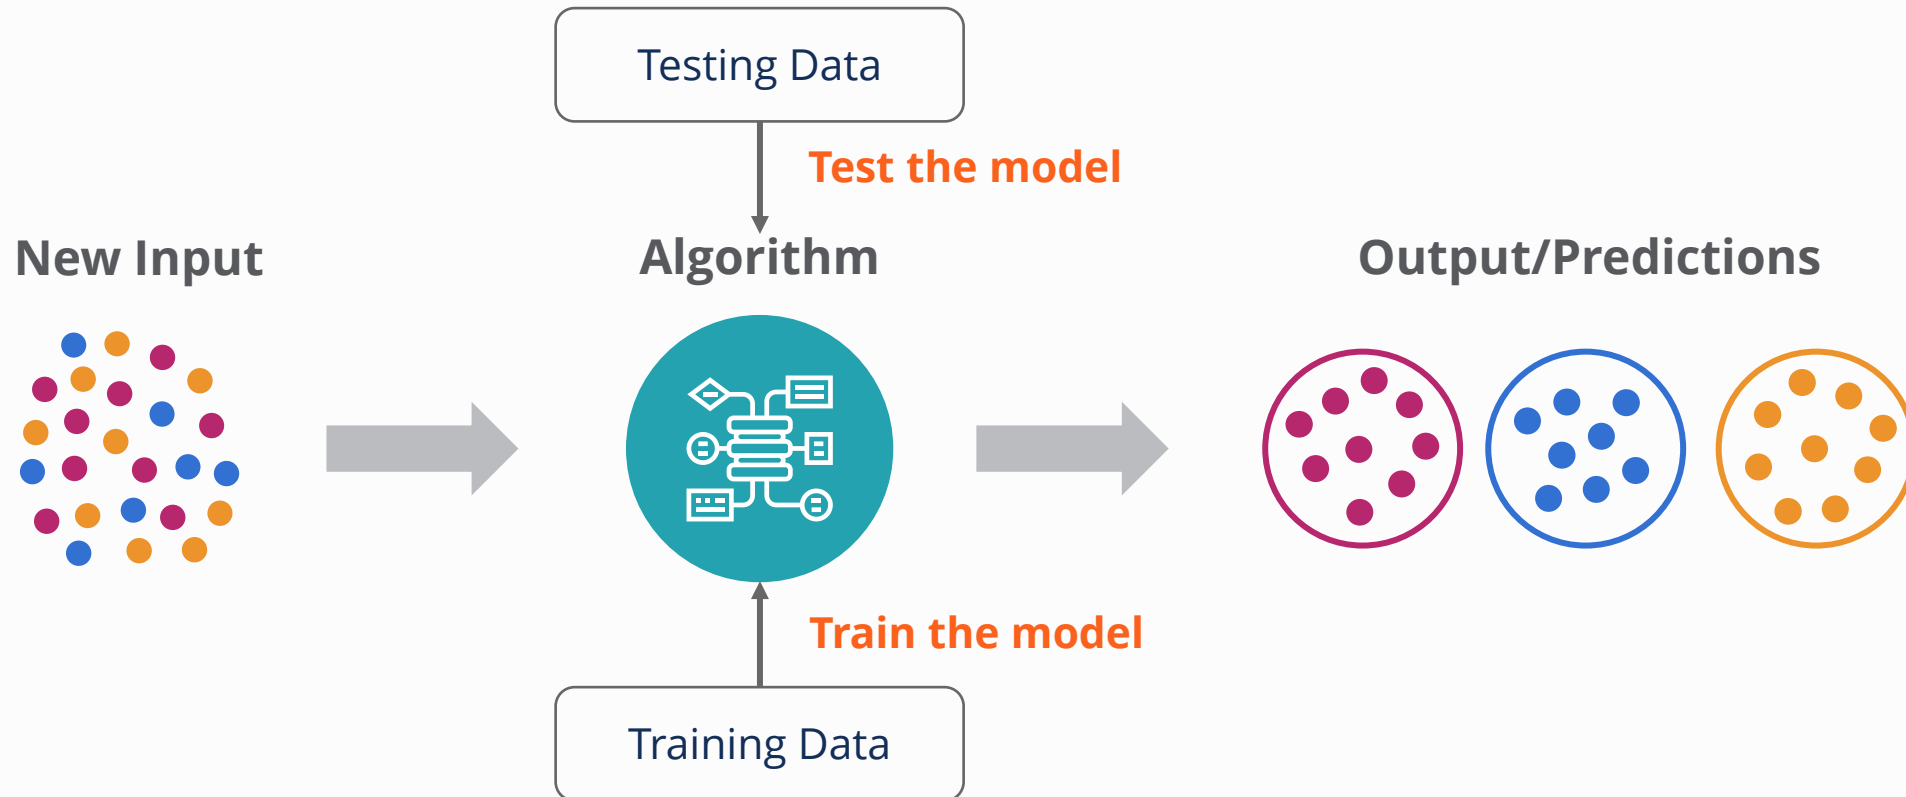 Testing Data
Test the model
New Input
Algorithm
Output/Predictions
Train the model
Training Data